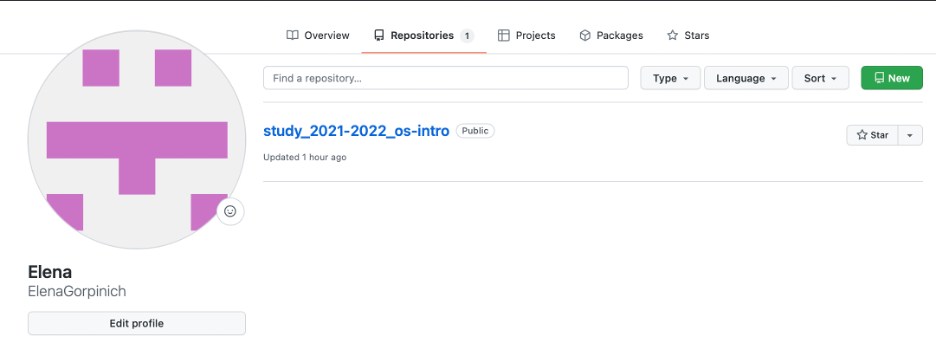 Overview Repositories 1 Projects Packages Stars
Find a repository... Type Language Sort New
study_2021-2022_os-intro Public
Star
Updated 1 hour ago
Elena
ElenaGorpinich
Edit profile